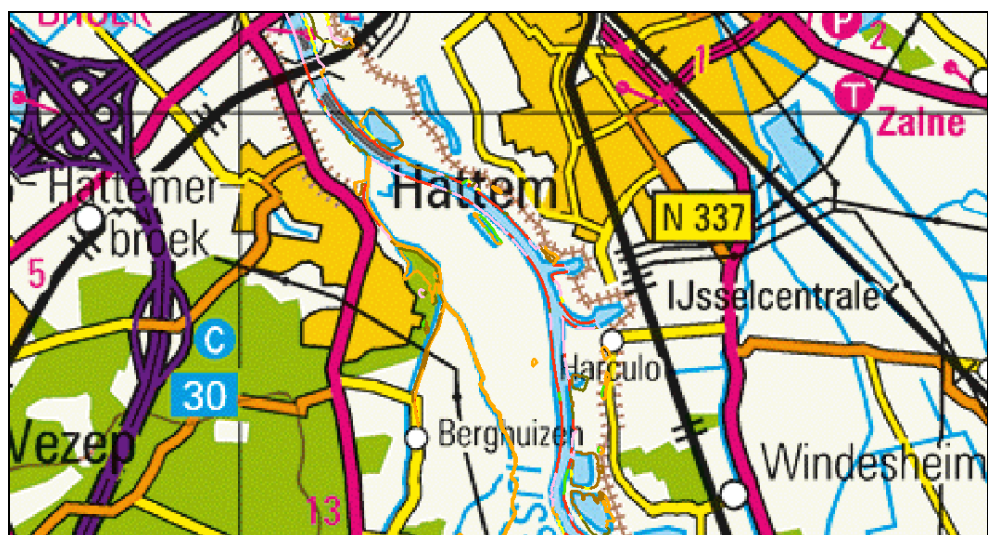 P
2
1
T
Zalne
Hattemer-
broek
Hattem
N 337
5
IJsselcentrale
C
30
Harculo
Berghuizen
Wezep
Windesheim
13